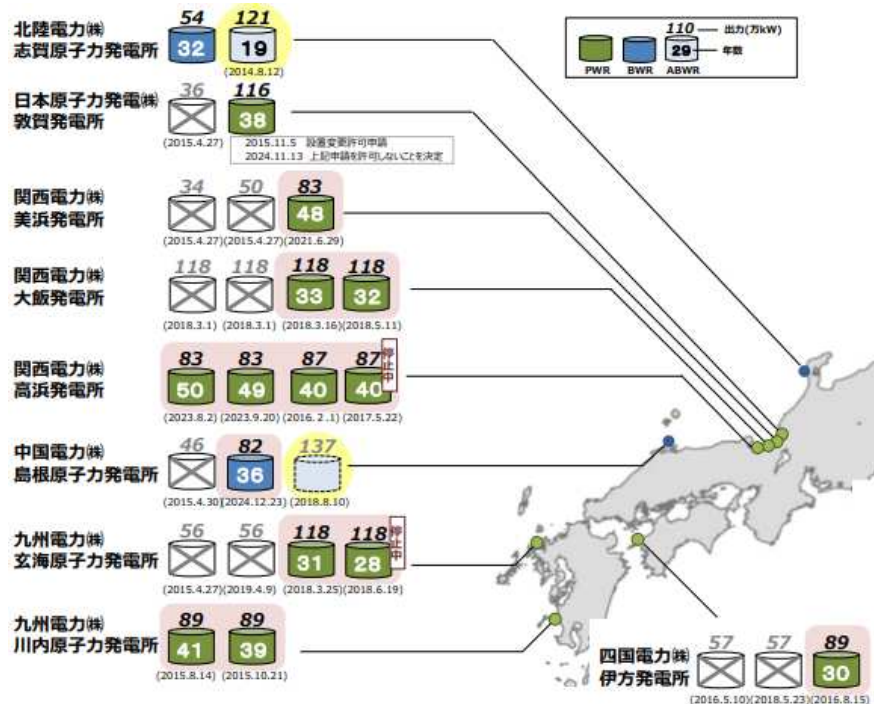 北陸電力㈱
志賀原子力発電所
54 121
32 19
(2014.8.12)
110 出力(万kW)
29 年数
PWR BWR ABWR
日本原子力発電㈱
敦賀発電所
36 116
38
(2015.4.27)
2015.11.5 設置変更許可申請
2024.11.13 上記申請を許可しないことを決定
関西電力㈱
美浜発電所
34 50 83
48
(2015.4.27) (2015.4.27) (2021.6.29)
関西電力㈱
大飯発電所
118 118 118 118
33 32
(2018.3.1) (2018.3.1) (2018.3.16) (2018.5.11)
関西電力㈱
高浜発電所
83 83 87 87
停止中
50 49 40 40
(2023.8.2) (2023.9.20) (2016.2.1) (2017.5.22)
中国電力㈱
島根原子力発電所
46 82 137
36
(2015.4.30) (2024.12.23) (2018.8.10)
九州電力㈱
玄海原子力発電所
56 56 118 118
停止中
31 28
(2015.4.27) (2019.4.9) (2018.3.25) (2018.6.19)
九州電力㈱
川内原子力発電所
89 89
41 39
(2015.8.14) (2015.10.21)
四国電力㈱
伊方発電所
57 57 89
30
(2016.5.10) (2018.5.23) (2016.8.15)